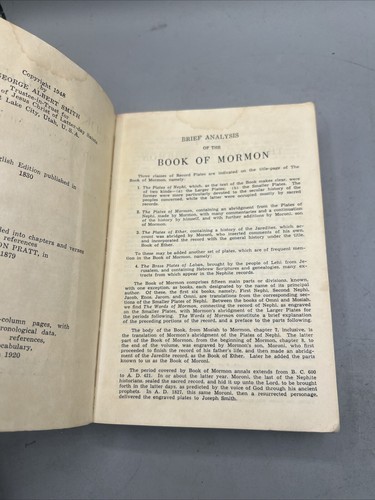 Copyright 1948
GEORGE ALBERT SMITH
Trustee-in-Trust for
of Jesus Christ of Latter-day Saints
Lake City, Utah, U. S. A.
English Edition published in
1830
into chapters and verses
references
ON PRATT, in
1879
-column pages, with
chronological data,
references,
vocabulary,
1920
BRIEF ANALYSIS
OF THE
BOOK OF MORMON
Three classes of Record Plates are indicated on the title-page of The
Book of Mormon, namely:
1. The Plates of Nephi, which, as the text of the Book makes clear, were
of two kinds—(a) the Larger Plates; (b) the Smaller Plates. The
former were more particularly devoted to the secular history of the
peoples concerned, while the latter were occupied mainly by sacred
records.
2. The Plates of Mormon, containing an abridgment from the Plates of
Nephi, made by Mormon, with many commentaries and a continuation
of the history by himself, and with further additions by Moroni, son
of Mormon.
3. The Plates of Ether, containing a history of the Jaredites, which
record was abridged by Moroni, who inserted comments of his own,
and incorporated the record with the general history under the title,
Book of Ether.
To these may be added another set of plates, which are of frequent mention
in the Book of Mormon, namely:
4. The Brass Plates of Laban, brought by the people of Lehi from
Jerusalem, and containing Hebrew Scriptures and genealogies, many
extracts from which appear in the Nephite records.
The Book of Mormon comprises fifteen main parts or divisions, known,
with one exception, as books, each designated by the name of its principal
author. Of these, the first six books, namely, First Nephi, Second Nephi,
Jacob, Enos, Jarom, and Omni, are translations from the corresponding
sections of the Smaller Plates of Nephi. Between the books of Omni and Mosiah,
we find The Words of Mormon, connecting the record of Nephi, as engraved
on the Smaller Plates, with Mormon's abridgment of the Larger Plates for
the periods following. The Words of Mormon constitute a brief explanation
of the preceding portions of the record, and a preface to the parts following.
The body of the Book, from Mosiah to Mormon, chapter 7, inclusive, is
the translation of Mormon's abridgment of the Plates of Nephi. The latter
part of the Book of Mormon, from the beginning of Mormon, chapter 8, to
the end of the volume, was engraved by Mormon's son, Moroni, who first
proceeded to finish the record of his father's life, and then made an abridgment
of the Jaredite records, as the Book of Ether. Later he added the parts
known to us as the Book of Moroni.
The period covered by Book of Mormon annals extends from B. C. 600
to A. D. 421. In or about the latter year, Moroni, the last of the Nephite
historians sealed the sacred record, and hid it up unto the Lord, to be brought
forth in the latter days, as predicted by the voice of God through his ancient
prophets. In A. D. 1827, this same Moroni, then a resurrected personage,
delivered the engraved plates to Joseph Smith.